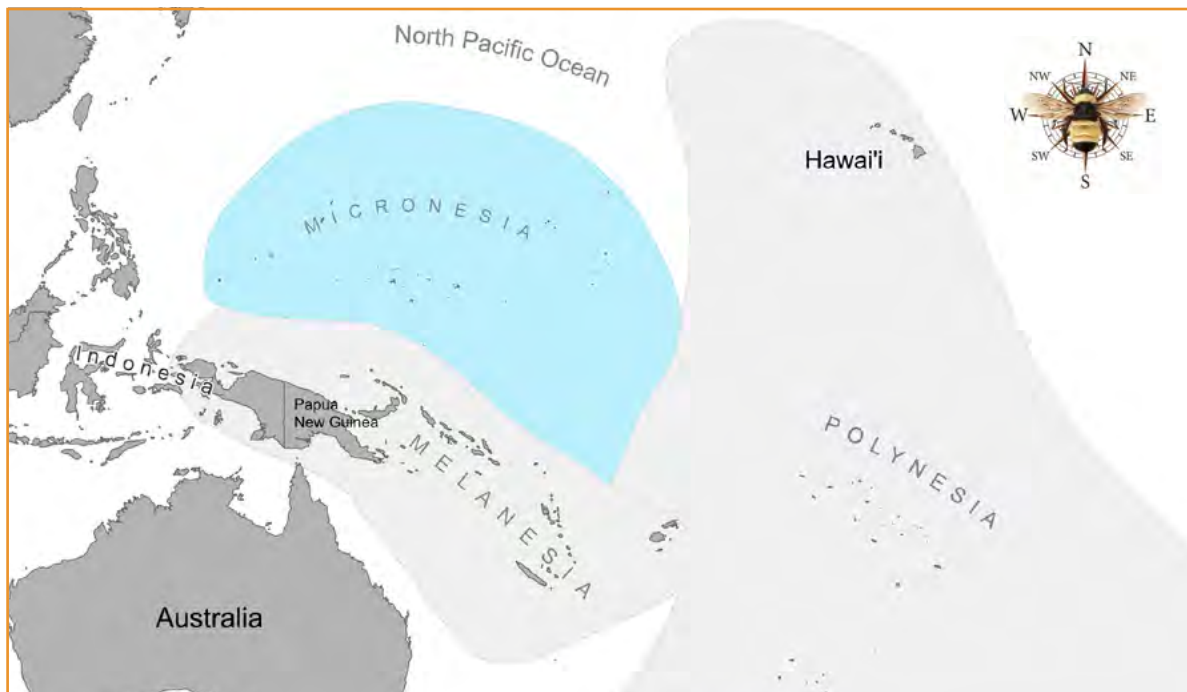 North Pacific Ocean
N
NW
NE
W
E
SW
SE
S
Hawai'i
MICRONESIA
Indonesia
Papua
New Guinea
MELANESIA
POLYNESIA
Australia